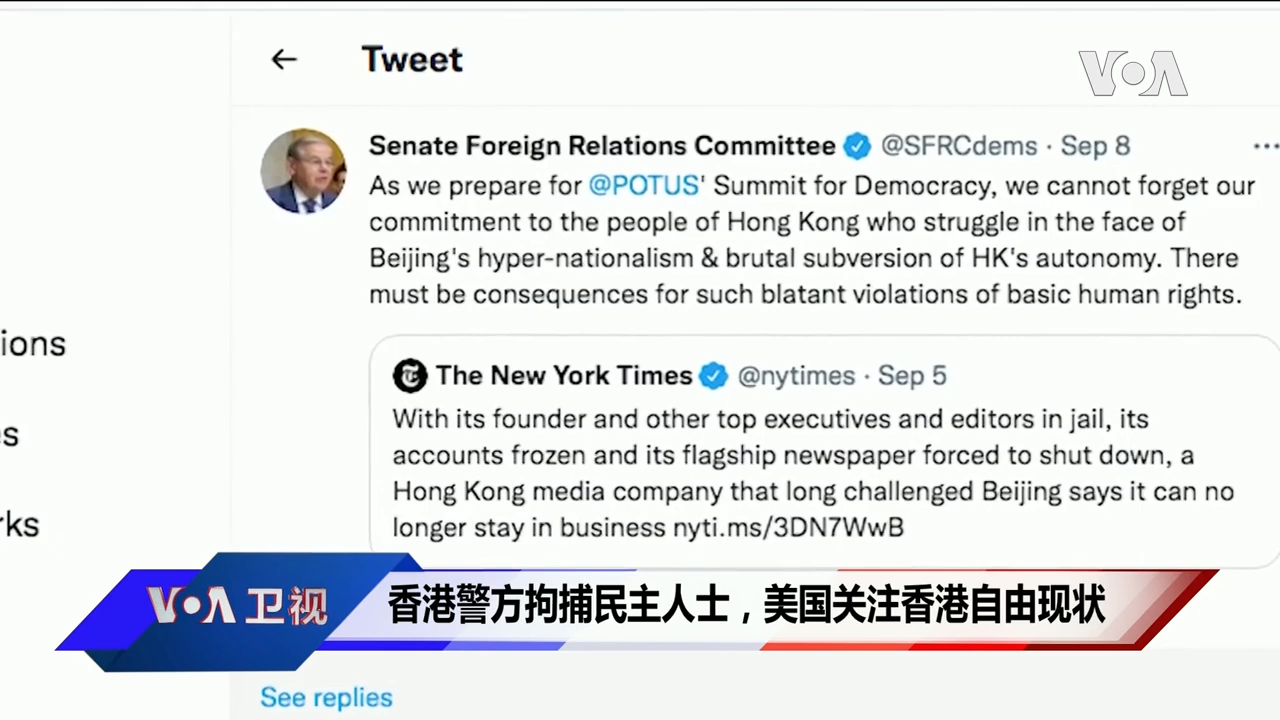 Tweet
VOA
Senate Foreign Relations Committee @SFRCdems · Sep 8
As we prepare for @POTUS' Summit for Democracy, we cannot forget our
commitment to the people of Hong Kong who struggle in the face of
Beijing's hyper-nationalism & brutal subversion of HK's autonomy. There
must be consequences for such blatant violations of basic human rights.
ions
The New York Times @nytimes · Sep 5
With its founder and other top executives and editors in jail, its
accounts frozen and its flagship newspaper forced to shut down, a
s
Hong Kong media company that long challenged Beijing says it can no
longer stay in business nyti.ms/3DN7WwB
rks
VOA 卫视
香港警方拘捕民主人士，美国关注香港自由现状
See replies